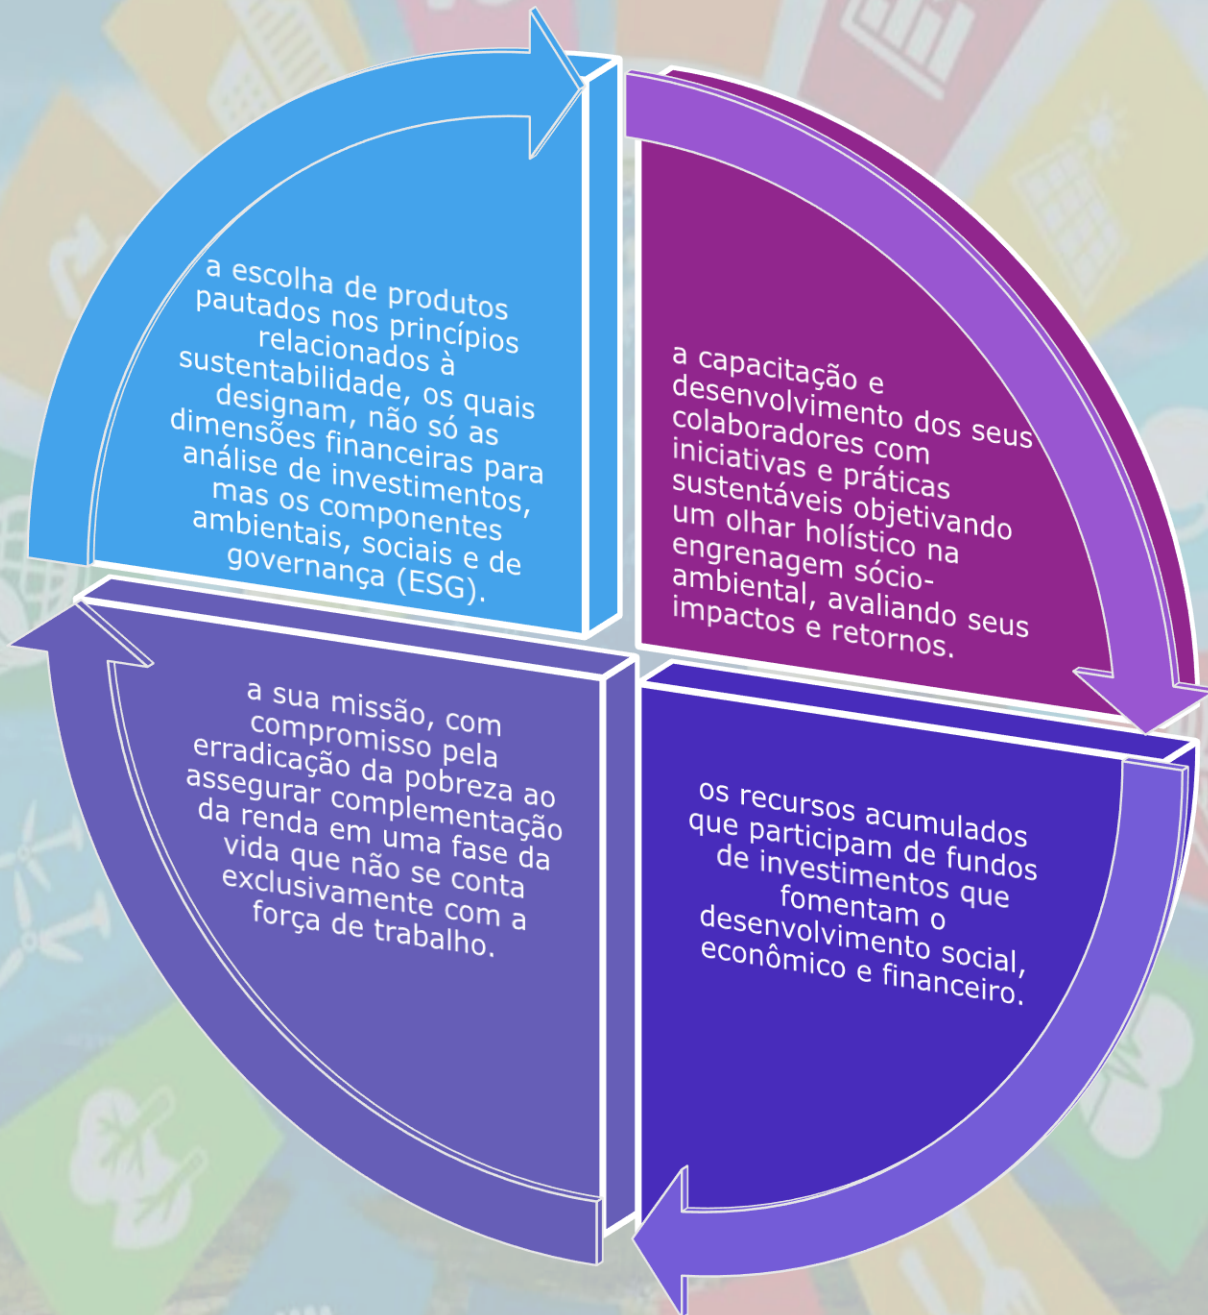 a escolha de produtos
pautados nos princípios
relacionados à
sustentabilidade, os quais
designam, não só as
dimensões financeiras para
análise de investimentos,
mas os componentes
ambientais, sociais e de
governança (ESG).
a capacitação e
desenvolvimento dos seus
colaboradores com
iniciativas e práticas
sustentáveis objetivando
um olhar holístico na
engrenagem sócio-
ambiental, avaliando seus
impactos e retornos.
a sua missão, com
compromisso pela
erradicação da pobreza ao
assegurar complementação
da renda em uma fase da
vida que não se conta
exclusivamente com a
força de trabalho.
os recursos acumulados
que participam de fundos
de investimentos que
fomentam o
desenvolvimento social,
econômico e financeiro.